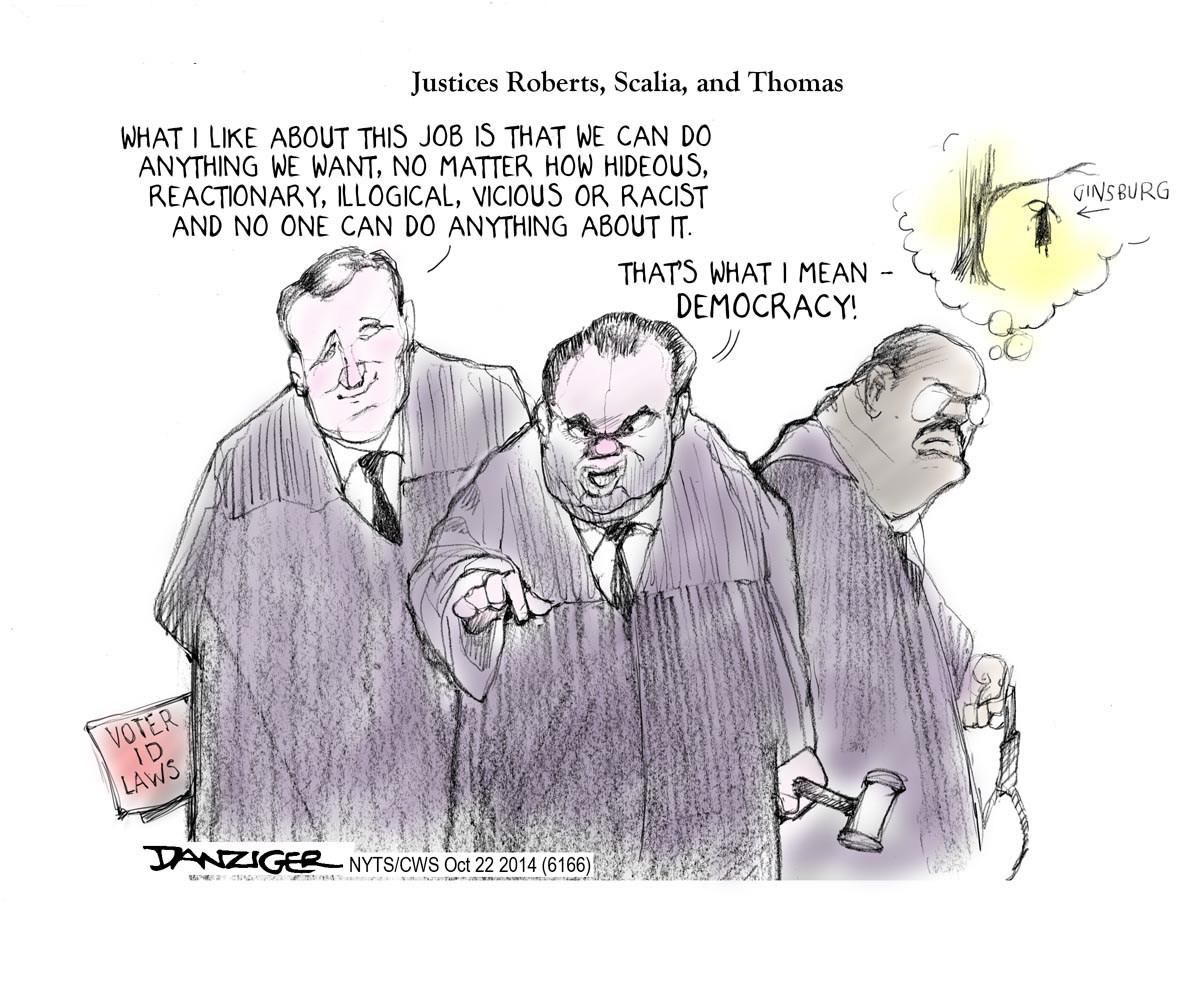 Justices Roberts, Scalia, and Thomas
WHAT I LIKE ABOUT THIS JOB IS THAT WE CAN DO
ANYTHING WE WANT, NO MATTER HOW HIDEOUS,
REACTIONARY, ILLOGICAL, VICIOUS OR RACIST
AND NO ONE CAN DO ANYTHING ABOUT IT.
GINSBURG
THAT'S WHAT I MEAN -
DEMOCRACY!
VOTER
ID
LAWS
DANZIGER NYTS/CWS Oct 22 2014 (6166)